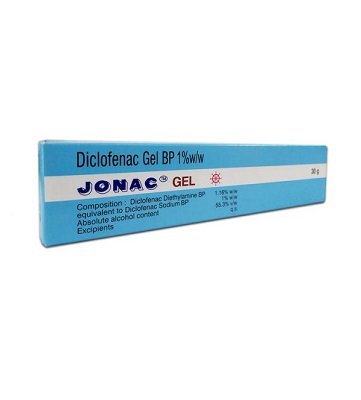 Diclofenac Gel BP 1%w/w
JONAC™ GEL
30 g
Composition : Diclofenac Diethylamine BP 1.16% w/w
equivalent to Diclofenac Sodium BP 1% w/w
Absolute alcohol content v/w
Excipients q.s